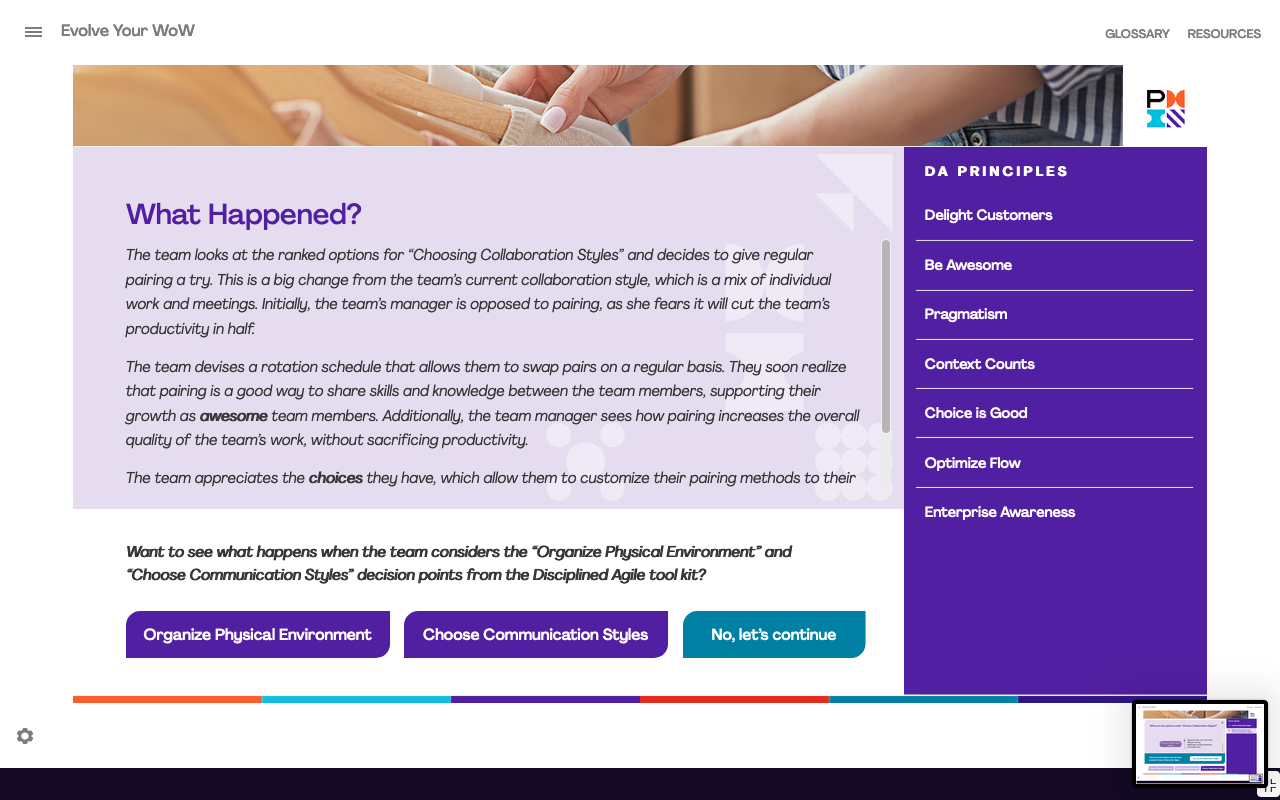 Evolve Your WoW
GLOSSARY RESOURCES
What Happened?
The team looks at the ranked options for “Choosing Collaboration Styles” and decides to give regular
pairing a try. This is a big change from the team’s current collaboration style, which is a mix of individual
work and meetings. Initially, the team’s manager is opposed to pairing, as she fears it will cut the team’s
productivity in half.
The team devises a rotation schedule that allows them to swap pairs on a regular basis. They soon realize
that pairing is a good way to share skills and knowledge between the team members, supporting their
growth as awesome team members. Additionally, the team manager sees how pairing increases the overall
quality of the team’s work, without sacrificing productivity.
The team appreciates the choices they have, which allow them to customize their pairing methods to their
Want to see what happens when the team considers the “Organize Physical Environment” and
“Choose Communication Styles” decision points from the Disciplined Agile tool kit?
Organize Physical Environment
Choose Communication Styles
No, let’s continue
DA PRINCIPLES
Delight Customers
Be Awesome
Pragmatism
Context Counts
Choice is Good
Optimize Flow
Enterprise Awareness